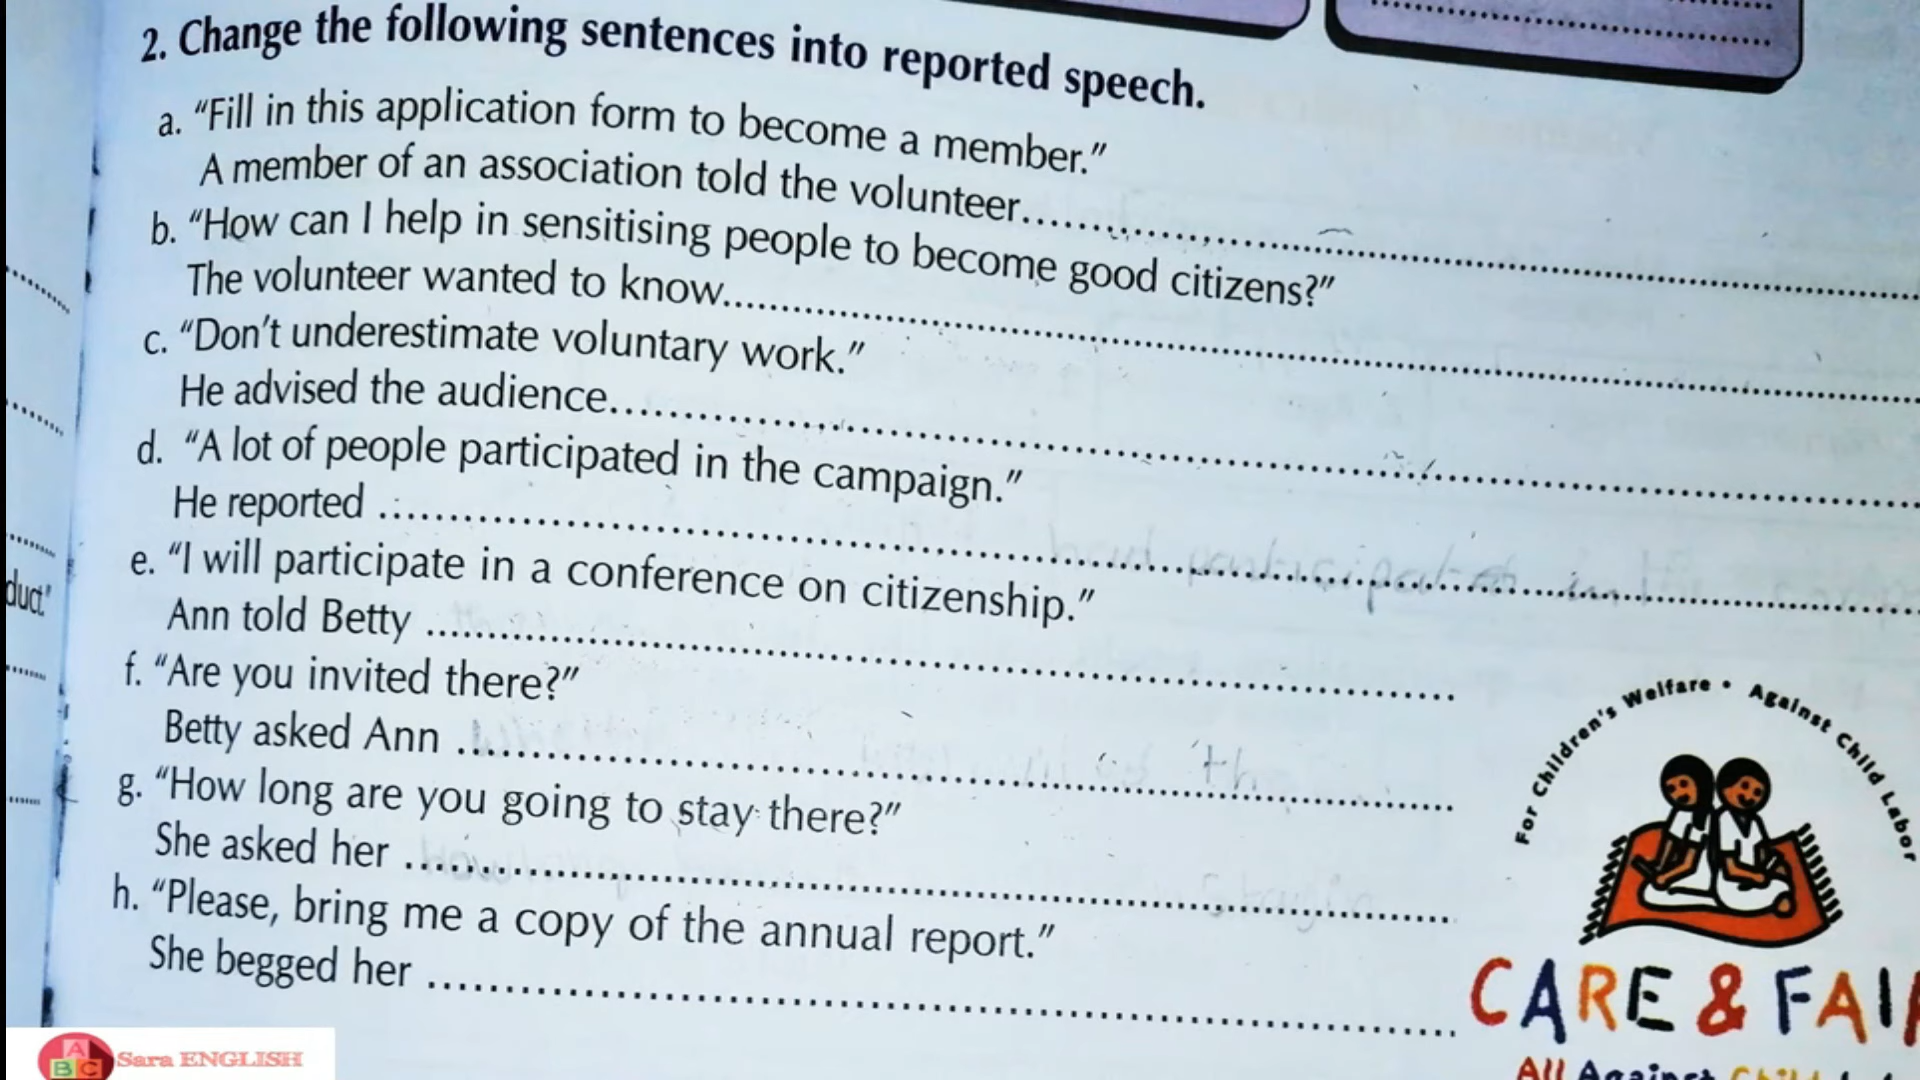 2. Change the following sentences into reported speech.
a. “Fill in this application form to become a member.”
A member of an association told the volunteer..........
b. “How can I help in sensitising people to become good citizens?”
The volunteer wanted to know..........
c. “Don’t underestimate voluntary work.”
He advised the audience..........
d. “A lot of people participated in the campaign.”
He reported ..........
had participated in
e. “I will participate in a conference on citizenship.”
Ann told Betty ..........
f. “Are you invited there?”
Betty asked Ann ..........
g. “How long are you going to stay there?”
She asked her ..........
h. “Please, bring me a copy of the annual report.”
She begged her ..........
duct.”
For Children's Welfare • Against Child Labor
CARE & FAI
All Against
A
B C
Sara ENGLISH